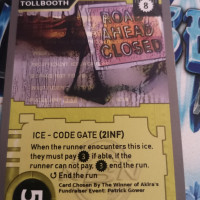 TOLLBOOTH
8
ROAD
AHEAD
CLOSED
ICE - CODE GATE (2INF)
When the runner encounters this ice,
they must pay 3 if able, if the
runner can not pay, end the run.
End the run
5
Card Chosen By The Winner of Akira's
Fundraiser Event: Patrick Gower